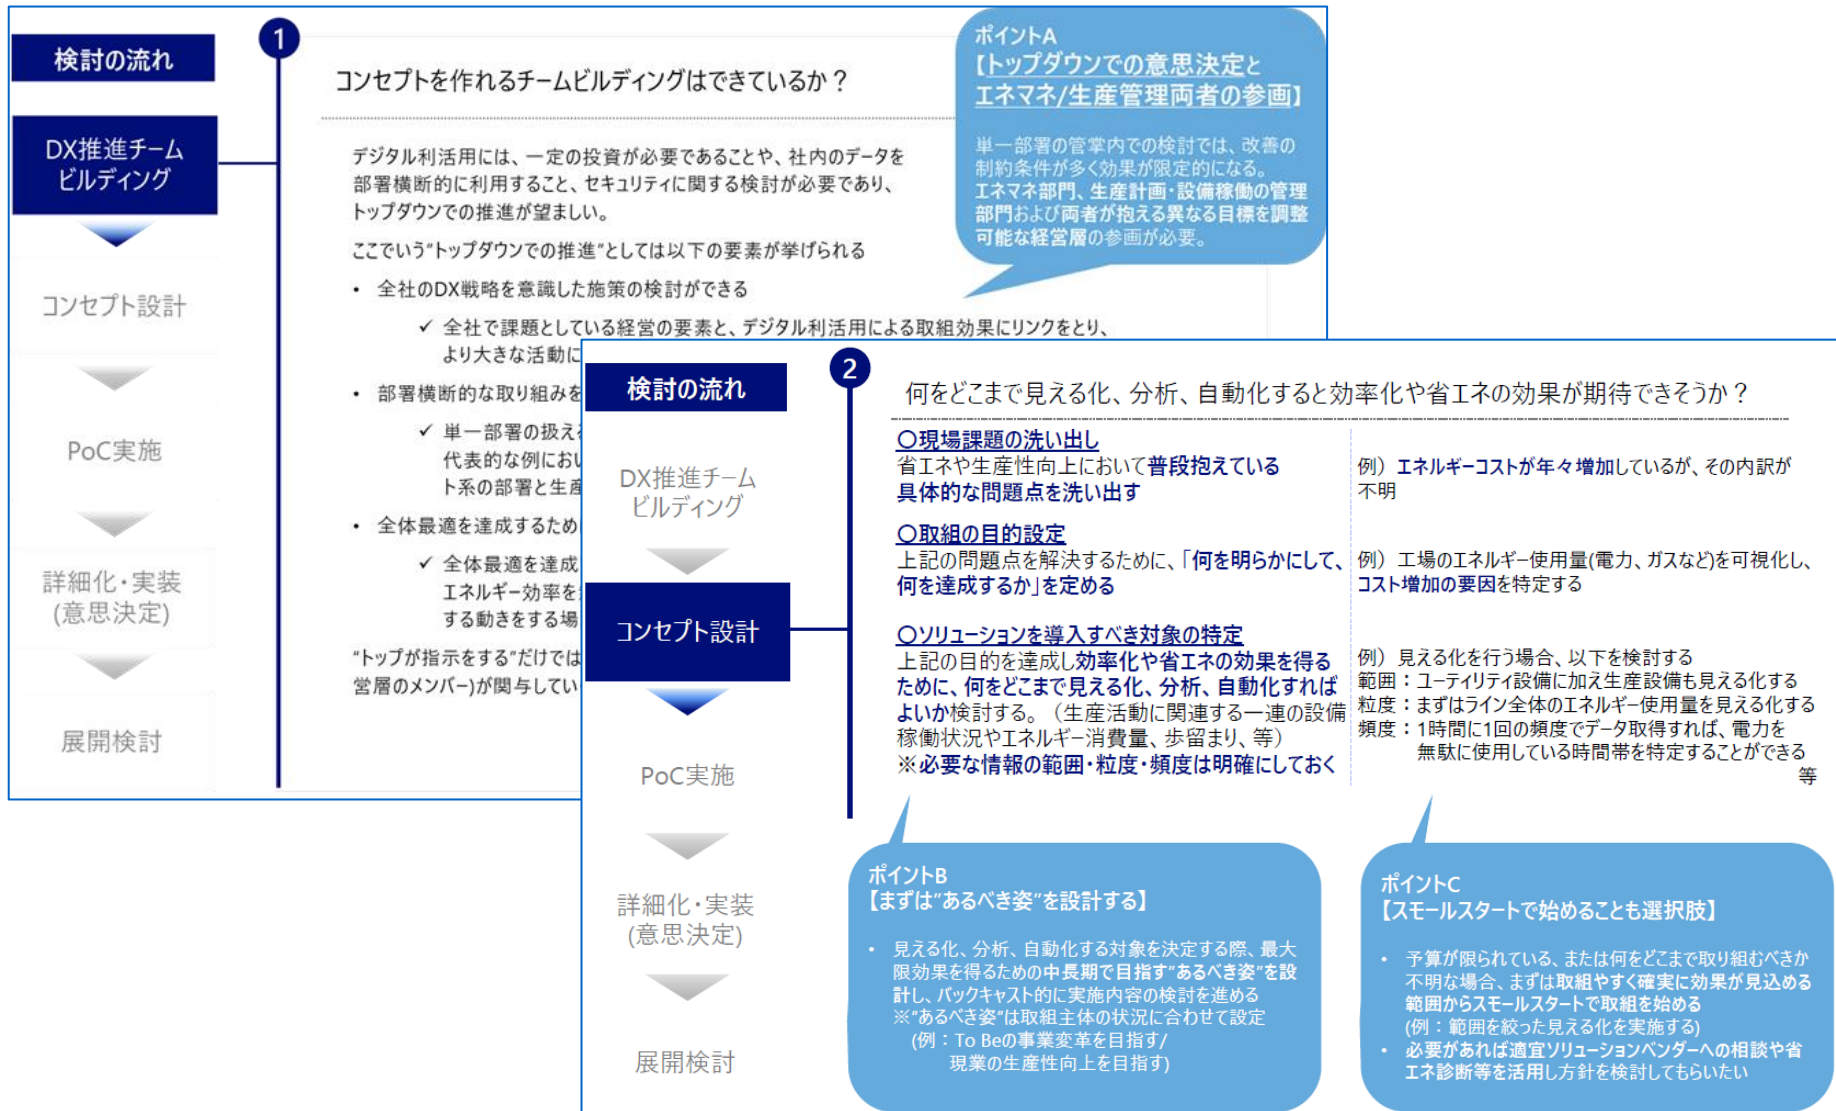 検討の流れ
DX推進チーム
ビルディング
コンセプト設計
PoC実施
詳細化・実装
(意思決定)
展開検討
1
コンセプトを作れるチームビルディングはできているか？
デジタル利活用には、一定の投資が必要であることや、社内のデータを
部署横断的に利用すること、セキュリティに関する検討が必要であり、
トップダウンでの推進が望ましい。
ここでいう“トップダウンでの推進”としては以下の要素が挙げられる
• 全社のDX戦略を意識した施策の検討ができる
✓ 全社で課題としている経営の要素と、デジタル利活用による取組効果にリンクをとり、
より大きな活動に
• 部署横断的な取り組みを
✓ 単一部署の扱え
代表的な例におい
ト系の部署と生産
• 全体最適を達成するため
✓ 全体最適を達成
エネルギー効率を
する動きをする場
“トップが指示をする”だけでは
営層のメンバー)が関与してい
ポイントA
【トップダウンでの意思決定と
エネマネ/生産管理両者の参画】
単一部署の管掌内での検討では、改善の
制約条件が多く効果が限定的になる。
エネマネ部門、生産計画・設備稼働の管理
部門および両者が抱える異なる目標を調整
可能な経営層の参画が必要。
検討の流れ
DX推進チーム
ビルディング
コンセプト設計
PoC実施
詳細化・実装
(意思決定)
展開検討
2
何をどこまで見える化、分析、自動化すると効率化や省エネの効果が期待できそうか？
〇現場課題の洗い出し
省エネや生産性向上において普段抱えている
具体的な問題点を洗い出す
例）エネルギーコストが年々増加しているが、その内訳が
不明
〇取組の目的設定
上記の問題点を解決するために、「何を明らかにして、
何を達成するか」を定める
例）工場のエネルギー使用量(電力、ガスなど)を可視化し、
コスト増加の要因を特定する
〇ソリューションを導入すべき対象の特定
上記の目的を達成し効率化や省エネの効果を得る
ために、何をどこまで見える化、分析、自動化すれば
よいか検討する。（生産活動に関連する一連の設備
稼働状況やエネルギー消費量、歩留まり、等）
※必要な情報の範囲・粒度・頻度は明確にしておく
例）見える化を行う場合、以下を検討する
範囲：ユーティリティ設備に加え生産設備も見える化する
粒度：まずはライン全体のエネルギー使用量を見える化する
頻度：1時間に1回の頻度でデータ取得すれば、電力を
無駄に使用している時間帯を特定することができる
等
ポイントB
【まずは”あるべき姿”を設計する】
• 見える化、分析、自動化する対象を決定する際、最大
限効果を得るための中長期で目指す”あるべき姿”を設
計し、バックキャスト的に実施内容の検討を進める
※“あるべき姿”は取組主体の状況に合わせて設定
(例：To Beの事業変革を目指す/
現業の生産性向上を目指す)
ポイントC
【スモールスタートで始めることも選択肢】
• 予算が限られている、または何をどこまで取り組むべきか
不明な場合、まずは取組やすく確実に効果が見込める
範囲からスモールスタートで取組を始める
(例：範囲を絞った見える化を実施する)
• 必要があれば適宜ソリューションベンダーへの相談や省
エネ診断等を活用し方針を検討してもらいたい